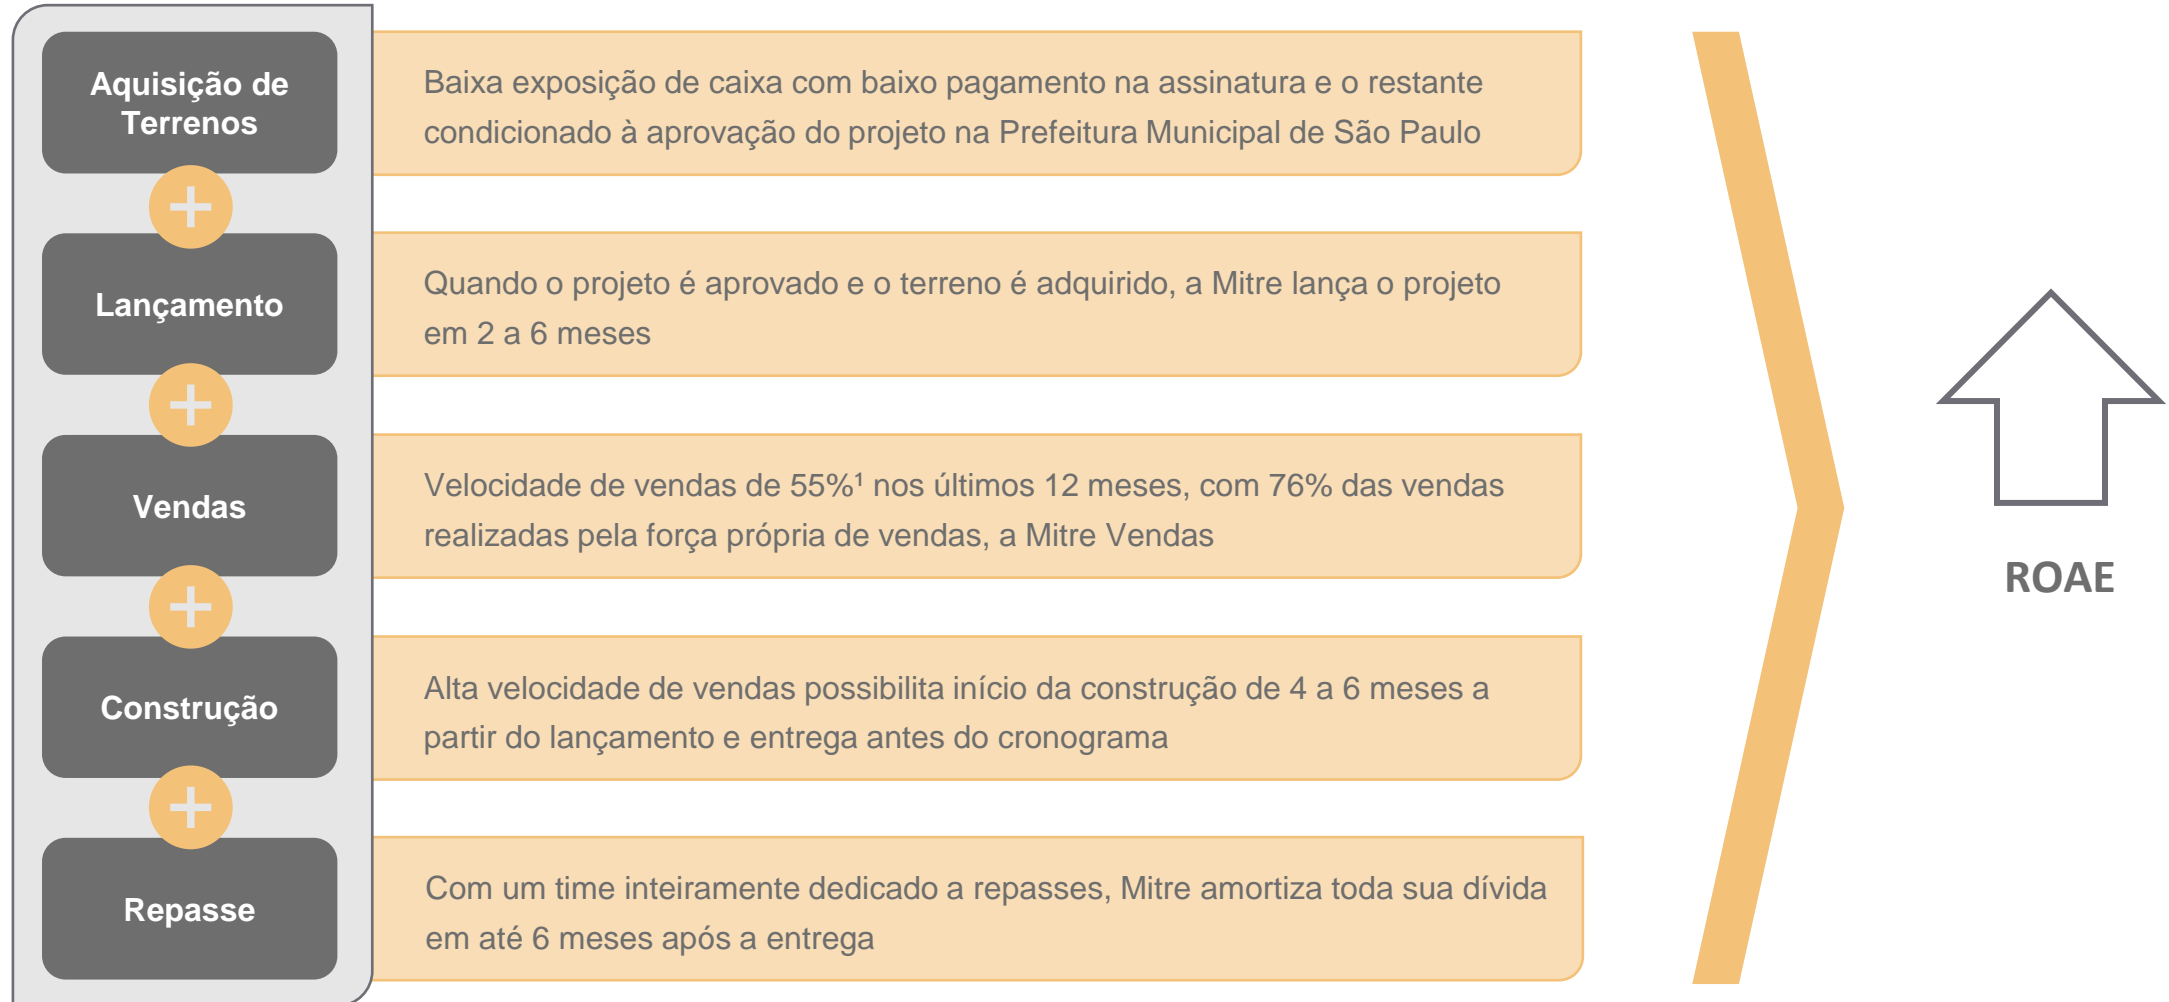 Aquisição de
Terrenos
Baixa exposição de caixa com baixo pagamento na assinatura e o restante
condicionado à aprovação do projeto na Prefeitura Municipal de São Paulo
+
Lançamento
Quando o projeto é aprovado e o terreno é adquirido, a Mitre lança o projeto
em 2 a 6 meses
+
Vendas
Velocidade de vendas de 55%¹ nos últimos 12 meses, com 76% das vendas
realizadas pela força própria de vendas, a Mitre Vendas
+
Construção
Alta velocidade de vendas possibilita início da construção de 4 a 6 meses a
partir do lançamento e entrega antes do cronograma
+
Repasse
Com um time inteiramente dedicado a repasses, Mitre amortiza toda sua dívida
em até 6 meses após a entrega
ROAE